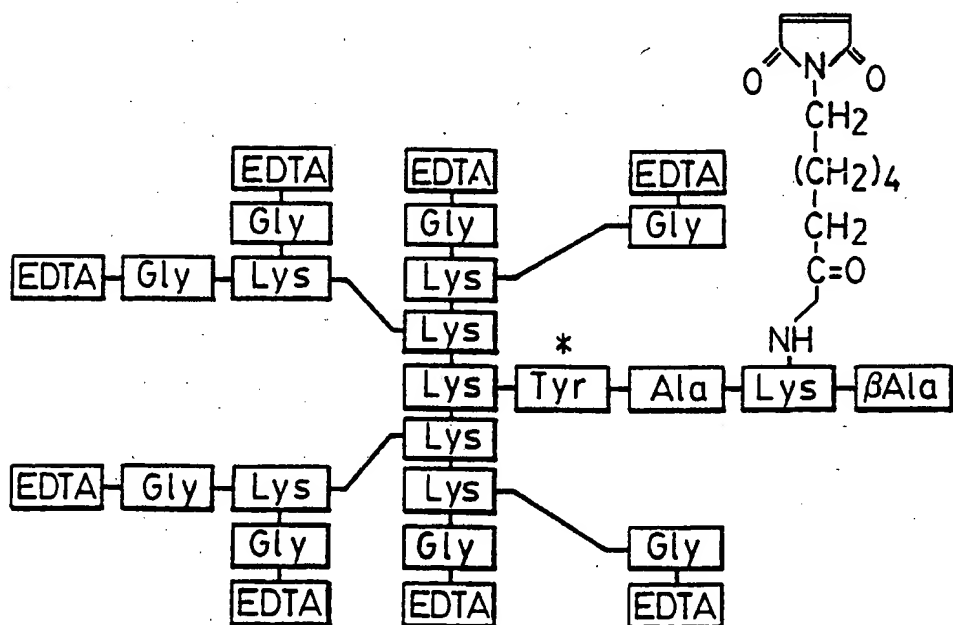 O N O
CH2
EDTA EDTA EDTA (CH2)4
Gly Gly Gly CH2
EDTA Gly Lys Lys C=O
Lys NH
*
Lys Tyr Ala Lys βAla
Lys
EDTA Gly Lys Lys
Gly Gly Gly
EDTA EDTA EDTA